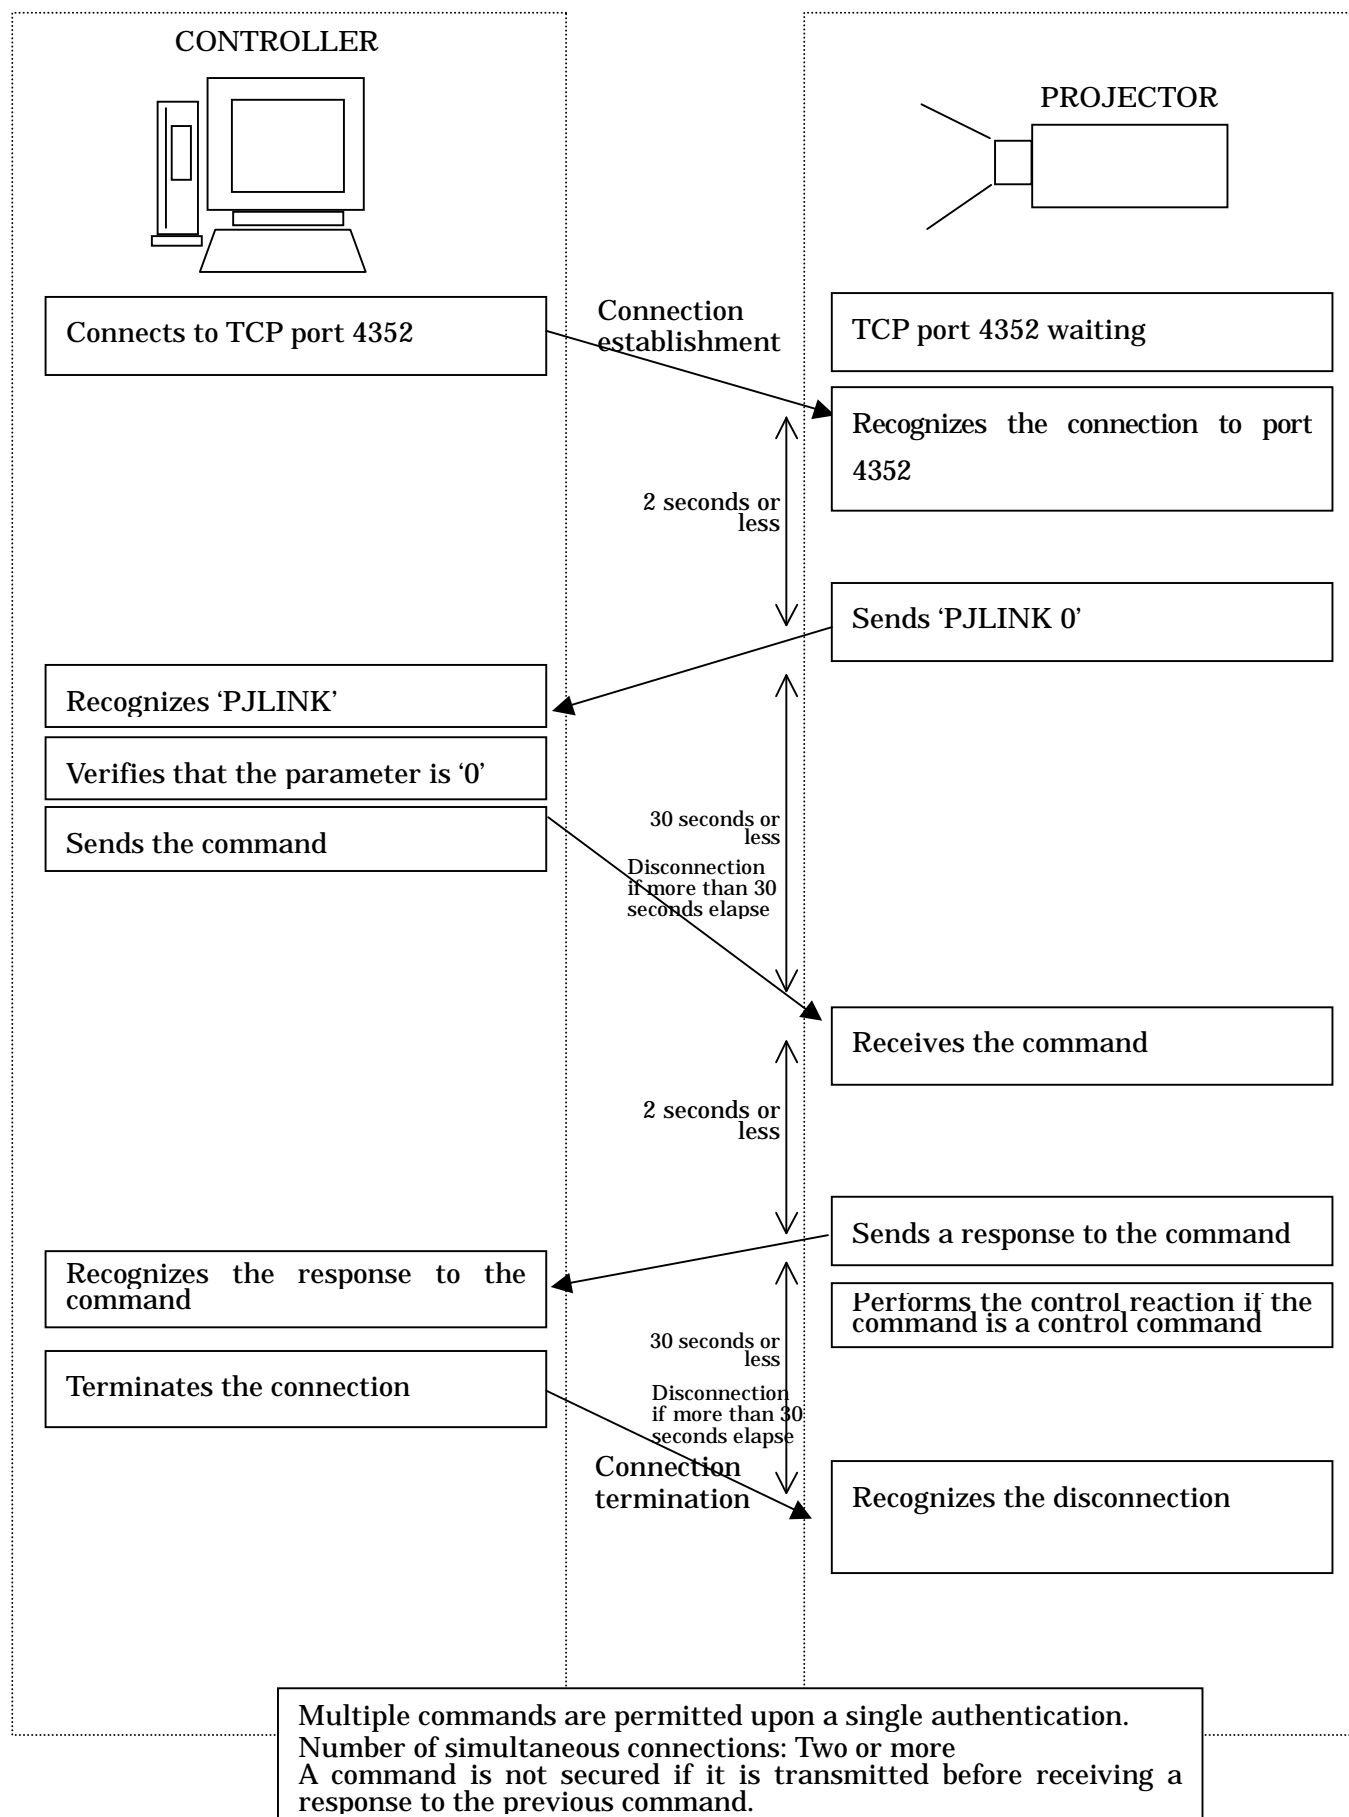 CONTROLLER
PROJECTOR
Connects to TCP port 4352
Connection
establishment
TCP port 4352 waiting
Recognizes the connection to port
4352
2 seconds or
less
Sends ‘PJLINK 0’
Recognizes ‘PJLINK’
Verifies that the parameter is ‘0’
Sends the command
30 seconds or
less
Disconnection
if more than 30
seconds elapse
Receives the command
2 seconds or
less
Sends a response to the command
Recognizes the response to the
command
Performs the control reaction if the
command is a control command
30 seconds or
less
Terminates the connection
Disconnection
if more than 30
seconds elapse
Connection
termination
Recognizes the disconnection
Multiple commands are permitted upon a single authentication.
Number of simultaneous connections: Two or more
A command is not secured if it is transmitted before receiving a
response to the previous command.